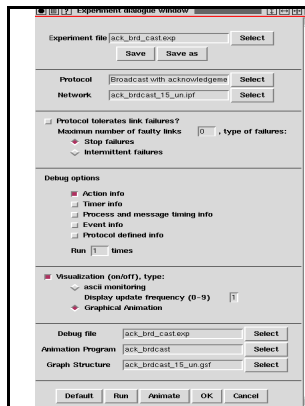 Experiment dialogue window
Experiment file ack_brd_cast.exp Select
Save Save as
Protocol Broadcast with acknowledgeme Select
Network ack_brdcast_15_un.ipf Select
Protocol tolerates link failures?
Maximun number of faulty links 0 , type of failures:
Stop failures
Intermittent failures
Debug options
Action info
Timer info
Process and message timing info
Event info
Protocol defined info
Run 1 times
Visualization (on/off), type:
ascii monitoring
Display update frequency (0-9) 1
Graphical Animation
Debug file ack_brd_cast.exp Select
Animation Program ack_brdcast Select
Graph Structure ack_brdcast_15_un.gsf Select
Default Run Animate OK Cancel